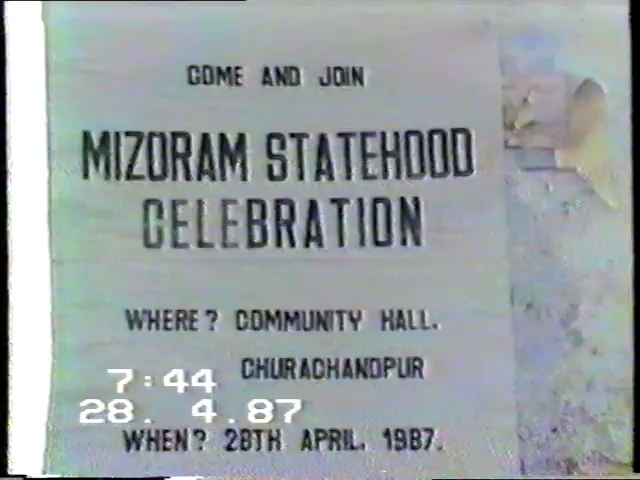 COME AND JOIN
MIZORAM STATEHOOD
CELEBRATION
WHERE? COMMUNITY HALL.
CHURACHANDPUR
7:44
28. 4.87
WHEN? 28TH APRIL. 1987.